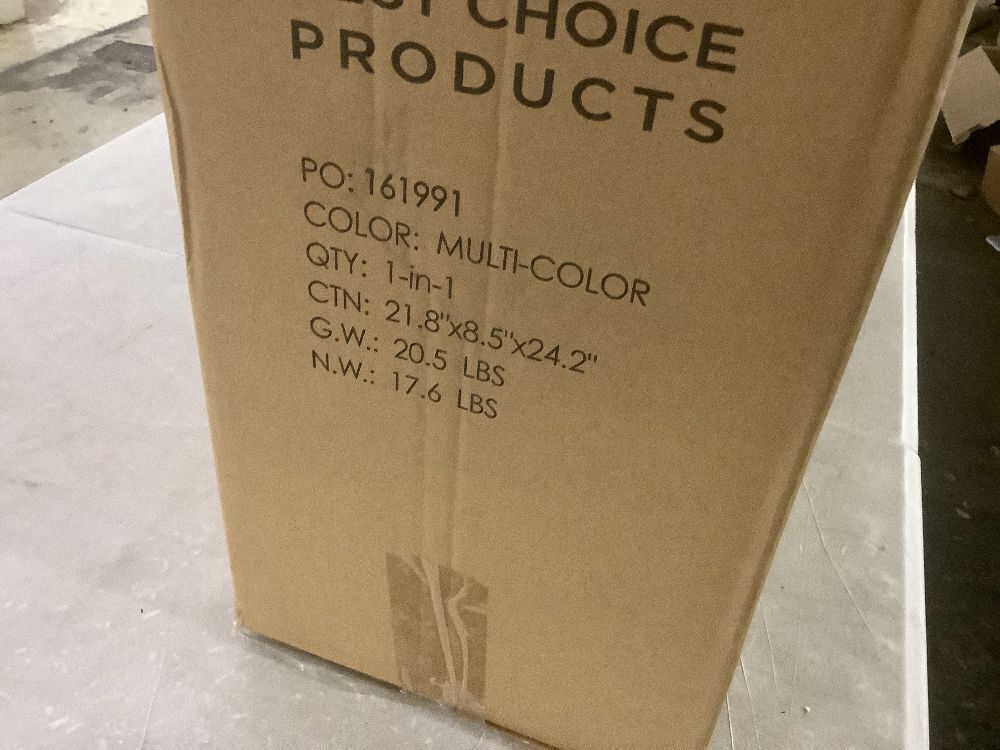 CHOICE
PRODUCTS
PO: 161991
COLOR: MULTI-COLOR
QTY: 1-in-1
CTN: 21.8"x8.5"x24.2"
G.W.: 20.5 LBS
N.W.: 17.6 LBS